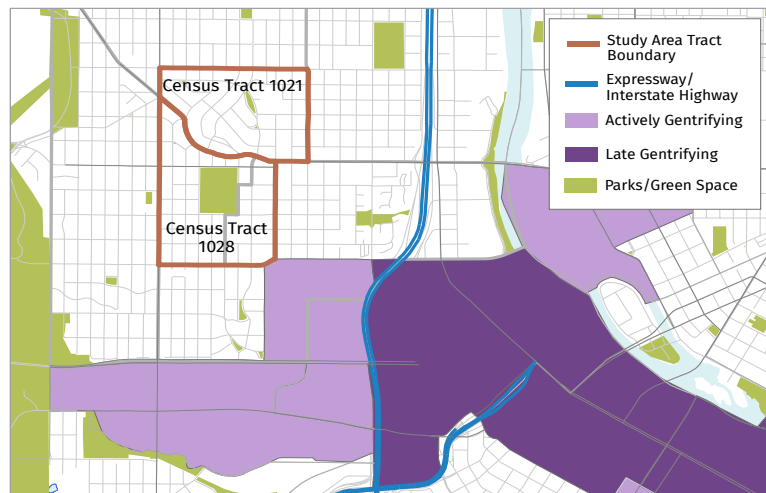 Census Tract 1021
Census Tract
1028
Study Area Tract
Boundary
Expressway/
Interstate Highway
Actively Gentrifying
Late Gentrifying
Parks/Green Space